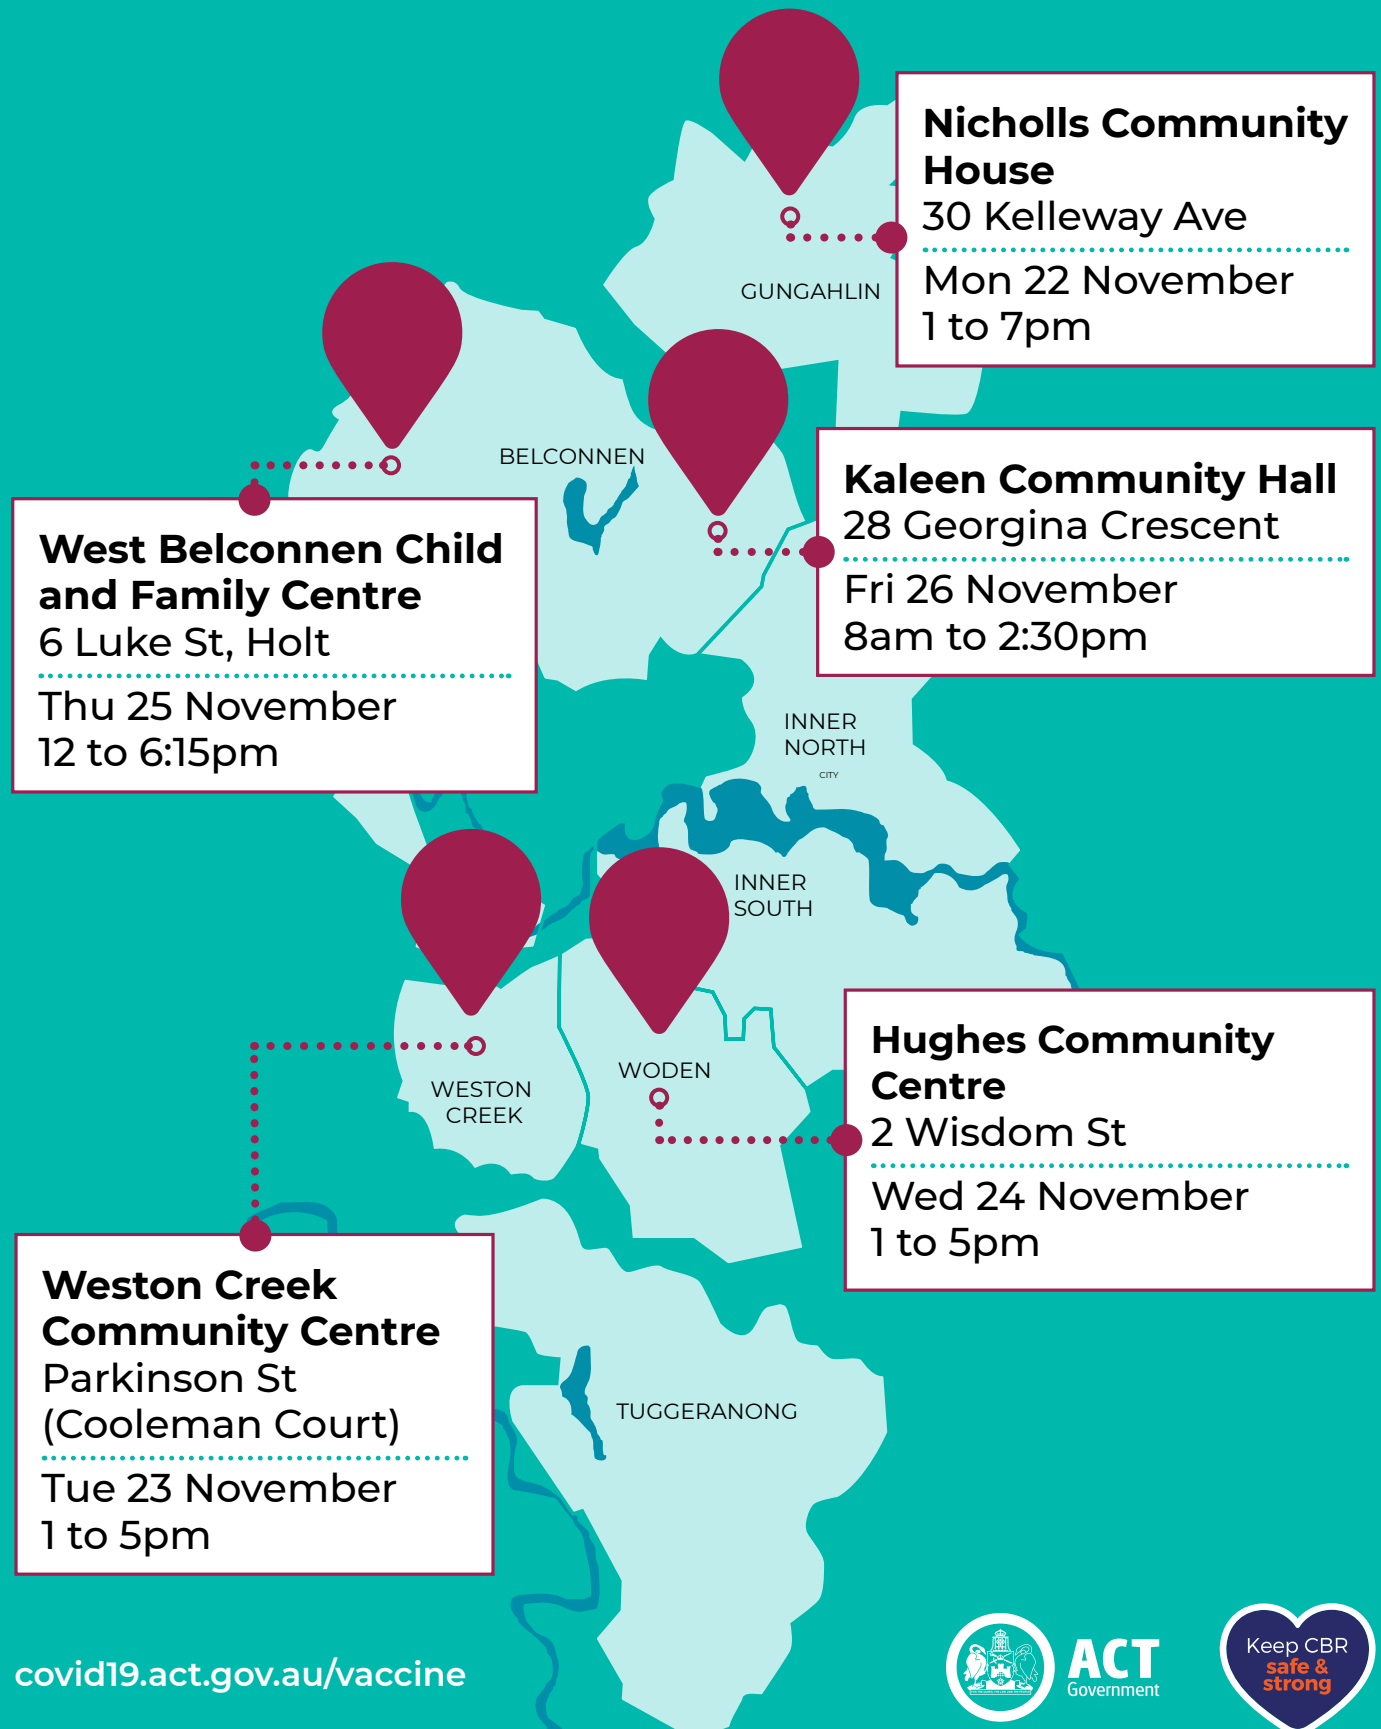 Nicholls Community
House
30 Kelleway Ave
Mon 22 November
1 to 7pm
GUNGAHLIN
BELCONNEN
Kaleen Community Hall
28 Georgina Crescent
Fri 26 November
8am to 2:30pm
West Belconnen Child
and Family Centre
6 Luke St, Holt
Thu 25 November
12 to 6:15pm
INNER
NORTH
CITY
INNER
SOUTH
WODEN
WESTON
CREEK
Hughes Community
Centre
2 Wisdom St
Wed 24 November
1 to 5pm
Weston Creek
Community Centre
Parkinson St
(Cooleman Court)
Tue 23 November
1 to 5pm
TUGGERANONG
covid19.act.gov.au/vaccine
ACT
Government
Keep CBR
safe &
strong